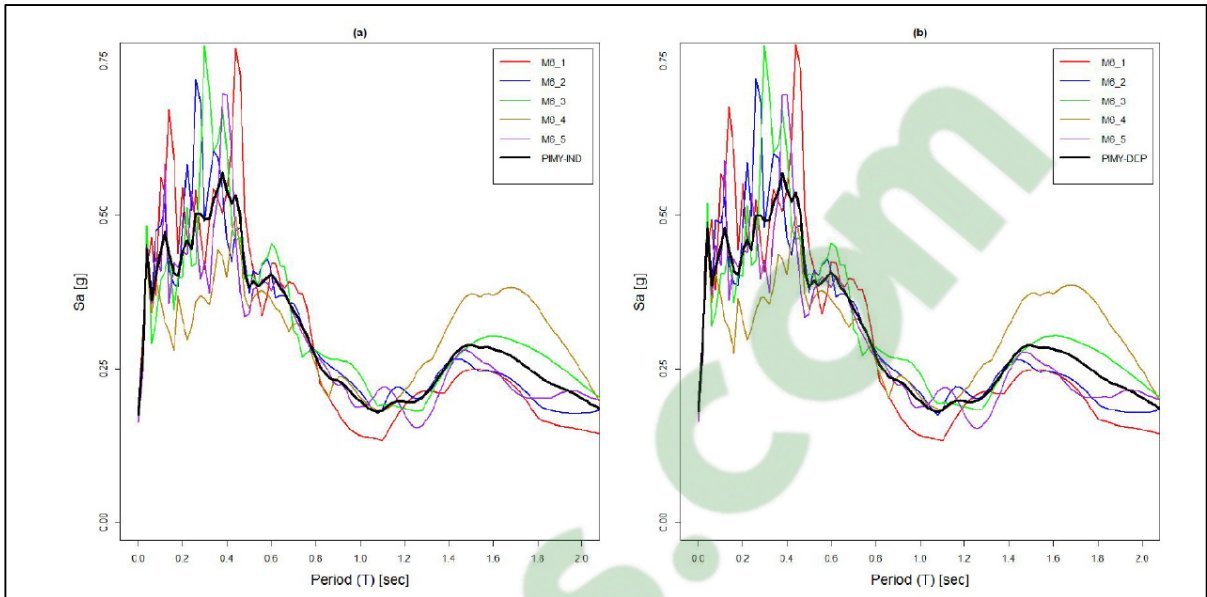 (a)
Sa [g]
0.75
0.50
0.25
0.00
M6_1
M6_2
M6_3
M6_4
M6_5
PIMY-IND
0.0 0.2 0.4 0.6 0.8 1.0 1.2 1.4 1.6 1.8 2.0
Period (T) [sec]
(b)
Sa [g]
0.75
0.50
0.25
0.00
M6_1
M6_2
M6_3
M6_4
M6_5
PIMY-DEP
0.0 0.2 0.4 0.6 0.8 1.0 1.2 1.4 1.6 1.8 2.0
Period (T) [sec]
s.com